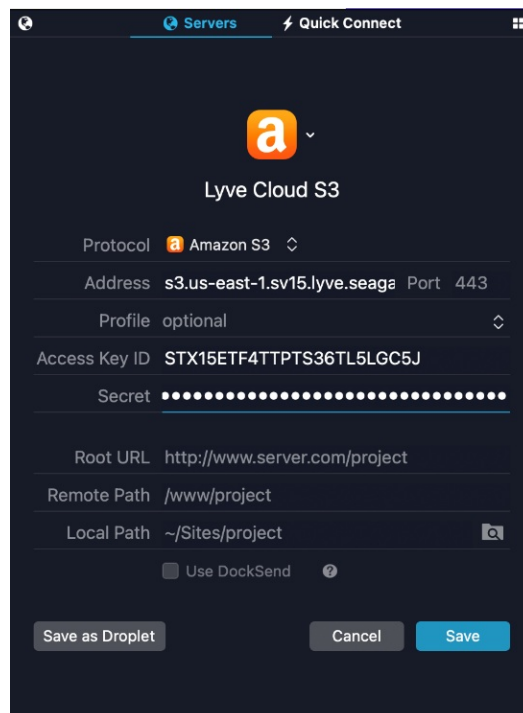 Servers Quick Connect
a
Lyve Cloud S3
Protocol a Amazon S3
Address s3.us-east-1.sv15.lyve.seaga Port 443
Profile optional
Access Key ID STX15ETF4TTPTS36TL5LGC5J
Secret ••••••••••••••••••••••••••••••••
Root URL http://www.server.com/project
Remote Path /www/project
Local Path ~/Sites/project
Use DockSend ?
Save as Droplet Cancel Save